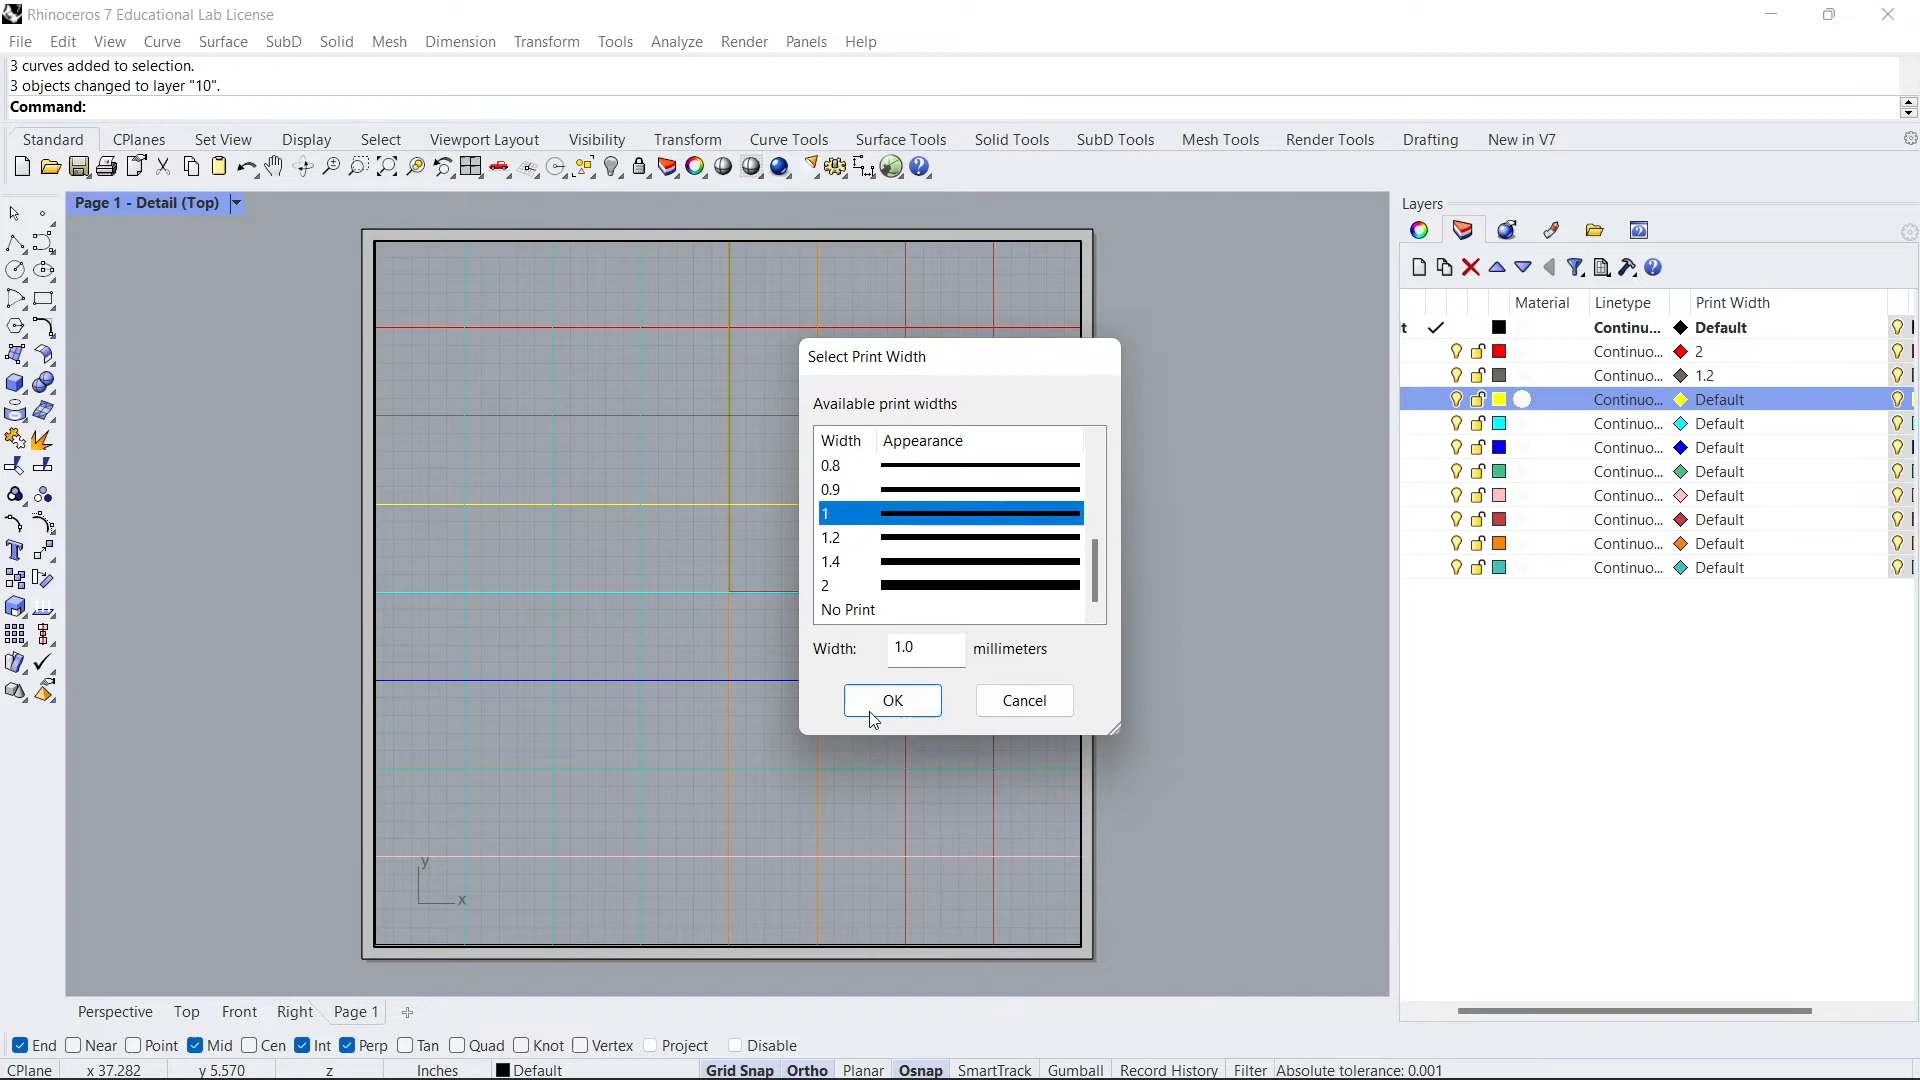 Rhinoceros 7 Educational Lab License
File Edit View Curve Surface SubD Solid Mesh Dimension Transform Tools Analyze Render Panels Help
3 curves added to selection.
3 objects changed to layer "10".
Command:
Standard CPlanes Set View Display Select Viewport Layout Visibility Transform Curve Tools Surface Tools Solid Tools SubD Tools Mesh Tools Render Tools Drafting New in V7
Page 1 - Detail (Top)
Layers
Material Linetype Print Width
t Continu... Default
Continuo... 2
Continuo... 1.2
Continuo... Default
Continuo... Default
Continuo... Default
Continuo... Default
Continuo... Default
Continuo... Default
Continuo... Default
Continuo... Default
Select Print Width
Available print widths
Width Appearance
0.8
0.9
1
1.2
1.4
2
No Print
Width: 1.0 millimeters
OK Cancel
y
x
Perspective Top Front Right Page 1
End Near Point Mid Cen Int Perp Tan Quad Knot Vertex Project Disable
CPlane x 37.282 y 5.570 z Inches Default Grid Snap Ortho Planar Osnap SmartTrack Gumball Record History Filter Absolute tolerance: 0.001